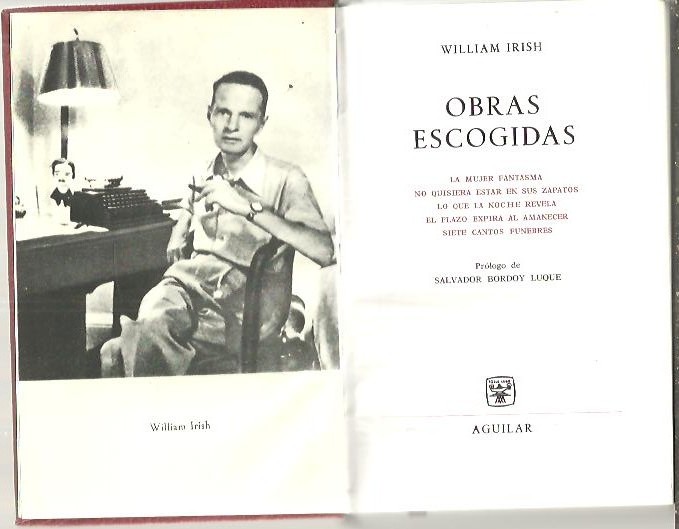 William Irish
WILLIAM IRISH
OBRAS
ESCOGIDAS
LA MUJER FANTASMA
NO QUISIERA ESTAR EN SUS ZAPATOS
LO QUE LA NOCHE REVELA
EL PLAZO EXPIRA AL AMANECER
SIETE CANTOS FUNEBRES
Prólogo de
SALVADOR BORDOY LUQUE
AGUILAR